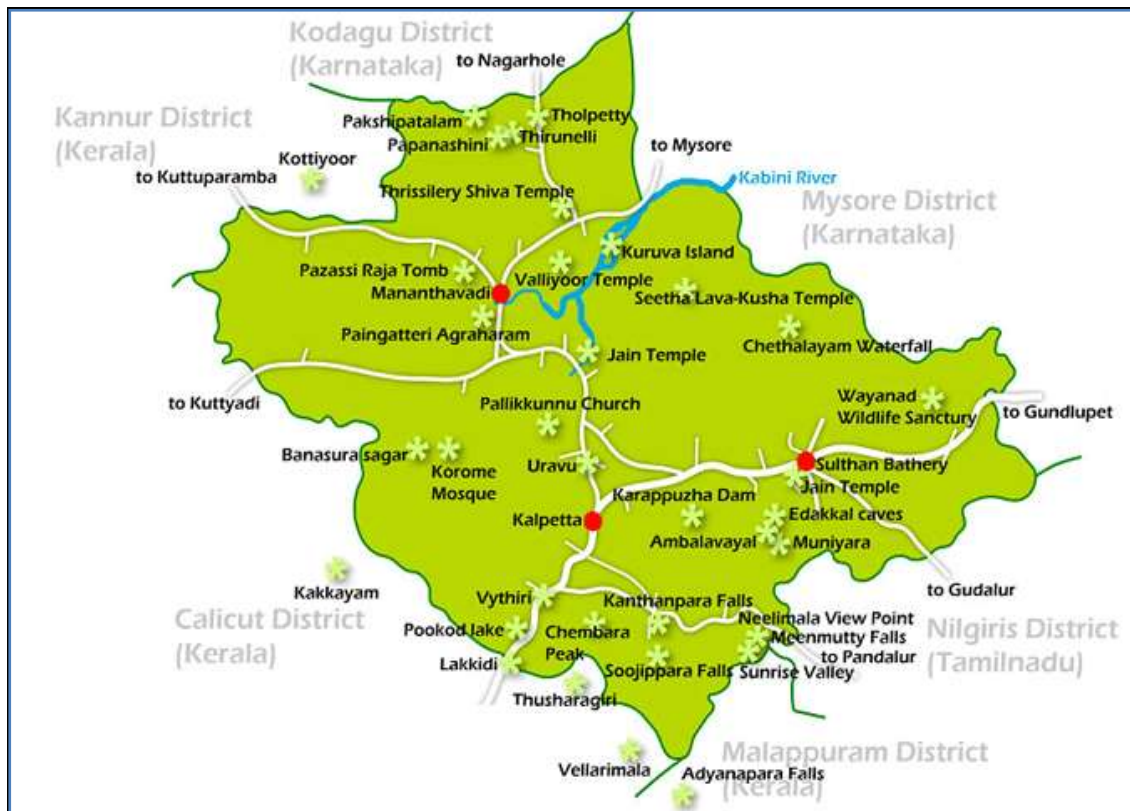 Kodagu District
(Karnataka)
to Nagarhole
Kannur District
(Kerala)
Pakshipatalam
Tholpetty
Papanashini
Thirunelli
to Mysore
Kottiyoor
to Kuttuparamba
Thrissilery Shiva Temple
Kabini River
Mysore District
(Karnataka)
Kuruva Island
Pazassi Raja Tomb
Valliyoor Temple
Mananthavadi
Seetha Lava-Kusha Temple
Paingatteri Agraharam
Chethalayam Waterfall
Jain Temple
to Kuttyadi
Pallikkunnu Church
Wayanad
Wildlife Sanctury
to Gundlupet
Banasura sagar
Korome
Mosque
Uravu
Sulthan Bathery
Jain Temple
Karappuzha Dam
Kalpetta
Edakkal caves
Ambalavayal
Muniyara
Kakkayam
to Gudalur
Vythiri
Kanthanpara Falls
Calicut District
(Kerala)
Pookod lake
Chembara
Peak
Neelimala View Point
Meenmutty Falls
to Pandalur
Nilgiris District
(Tamilnadu)
Lakkidi
Soojippara Falls
Sunrise Valley
Thusharagiri
Malappuram District
(Kerala)
Vellarimala
Adyanapara Falls